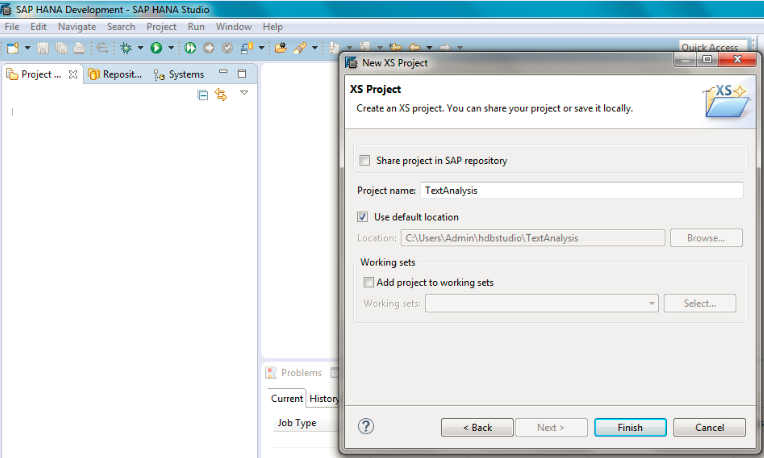 SAP HANA Development - SAP HANA Studio
File Edit Navigate Search Project Run Window Help
Quick Access
Project ... Reposit... Systems
New XS Project
XS Project
Create an XS project. You can share your project or save it locally.
XS
Share project in SAP repository
Project name: TextAnalysis
Use default location
Location: C:\Users\Admin\hdbstudio\TextAnalysis Browse...
Working sets
Add project to working sets
Working sets: Select...
Problems
Current History
Job Type
? < Back Next > Finish Cancel